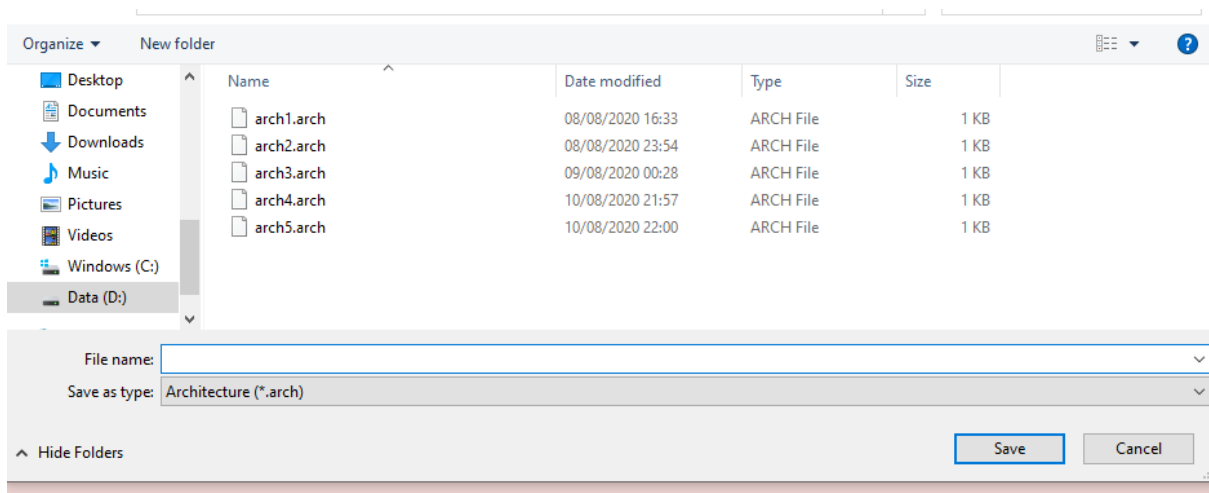 Organize New folder
Desktop
Documents
Downloads
Music
Pictures
Videos
Windows (C:)
Data (D:)
Name Date modified Type Size
arch1.arch 08/08/2020 16:33 ARCH File 1 KB
arch2.arch 08/08/2020 23:54 ARCH File 1 KB
arch3.arch 09/08/2020 00:28 ARCH File 1 KB
arch4.arch 10/08/2020 21:57 ARCH File 1 KB
arch5.arch 10/08/2020 22:00 ARCH File 1 KB
File name:
Save as type: Architecture (*.arch)
Hide Folders Save Cancel